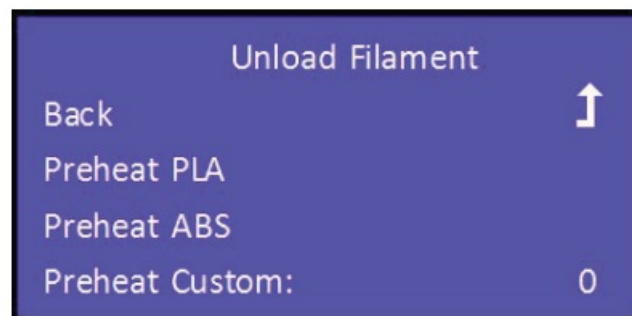 Unload Filament
Back
Preheat PLA
Preheat ABS
Preheat Custom: 0